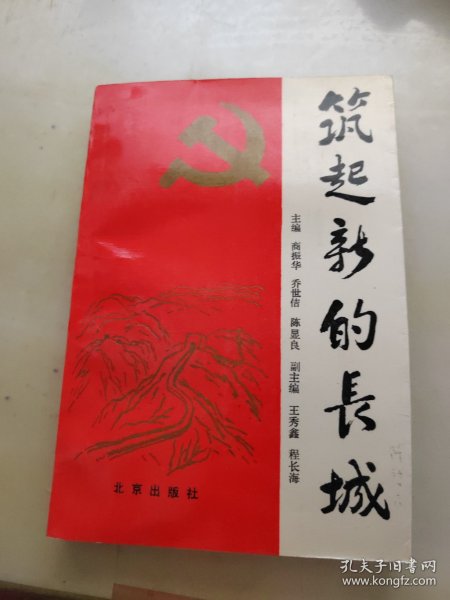 筑起新的長城
主编 商振华 乔世佶 陈显良 副主编 王秀鑫 程长海
北京出版社
孔夫子旧书网
www.kongfz.com